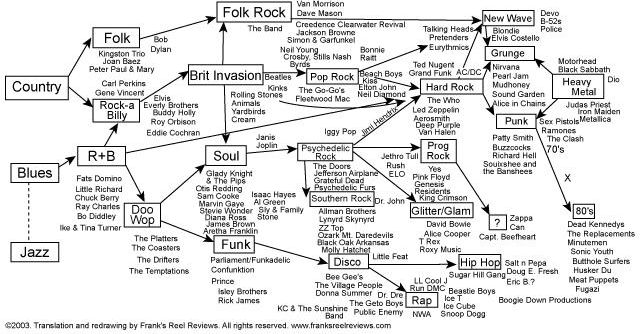 Folk Rock
Van Morrison
Dave Mason
The Band
Creedence Clearwater Revival
Jackson Browne
Simon & Garfunkel
New Wave
Devo
B-52s
Police
Blondie
Elvis Costello
Talking Heads
Pretenders
Eurythmics
Folk
Kingston Trio
Joan Baez
Peter Paul & Mary
Bob
Dylan
Neil Young
Crosby, Stills Nash
Byrds
Bonnie
Raitt
Grunge
Nirvana
Pearl Jam
Mudhoney
Sound Garden
Alice in Chains
Motorhead
Black Sabbath
Heavy
Metal
Dio
Judas Priest
Iron Maiden
Metallica
Country
Brit Invasion
Beatles
Kinks
Rolling Stones
Animals
Yardbirds
Cream
Pop Rock
Beach Boys
Kiss
Elton John
Neil Diamond
The Go-Go's
Fleetwood Mac
Ted Nugent
Grand Funk
AC/DC
Hard Rock
The Who
Led Zeppelin
Aerosmith
Deep Purple
Van Halen
Carl Perkins
Gene Vincent
Rock-a
Billy
Elvis
Everly Brothers
Buddy Holly
Roy Orbison
Eddie Cochran
Jimi Hendrix
Iggy Pop
Punk
Sex Pistols
Ramones
The Clash
70's
Patty Smith
Buzzcocks
Richard Hell
Souixshee and the
Banshees
X
80's
Dead Kennedys
The Replacements
Minutemen
Sonic Youth
Butthole Surfers
Husker Du
Meat Puppets
Fugazi
Blues
Jazz
R+B
Fats Domino
Little Richard
Chuck Berry
Ray Charles
Bo Diddley
Ike & Tina Turner
Doo
Wop
The Platters
The Coasters
The Drifters
The Temptations
Soul
Janis
Joplin
Gladys Knight
& The Pips
Otis Redding
Sam Cooke
Marvin Gaye
Stevie Wonder
Diana Ross
James Brown
Aretha Franklin
Isaac Hayes
Al Green
Sly & Family
Stone
Psychedelic
Rock
The Doors
Jefferson Airplane
Grateful Dead
Psychedelic Furs
Jethro Tull
Rush
ELO
Prog
Rock
Yes
Pink Floyd
Genesis
Residents
King Crimson
Southern Rock
Dr. John
Allman Brothers
Lynyrd Skynyrd
ZZ Top
Ozark Mt. Daredevils
Black Oak Arkansas
Molly Hatchet
Glitter/Glam
David Bowie
Alice Cooper
T Rex
Roxy Music
?
Zappa
Can
Capt. Beefheart
Funk
Parliament/Funkadelic
Confunktion
Prince
Isley Brothers
Rick James
Disco
Little Feat
Bee Gee's
The Village People
Donna Summer
KC & The Sunshine
Band
Hip Hop
Sugar Hill Gang
Salt n Pepa
Doug E. Fresh
Eric B.?
Boogie Down Productions
Rap
NWA
Dr. Dre
The Geto Boys
Public Enemy
LL Cool J
Run DMC
Beastie Boys
Ice T
Ice Cube
Snoop Dogg
©2003. Translation and redrawing by Frank's Reel Reviews. All rights reserved. www.franksreelreviews.com